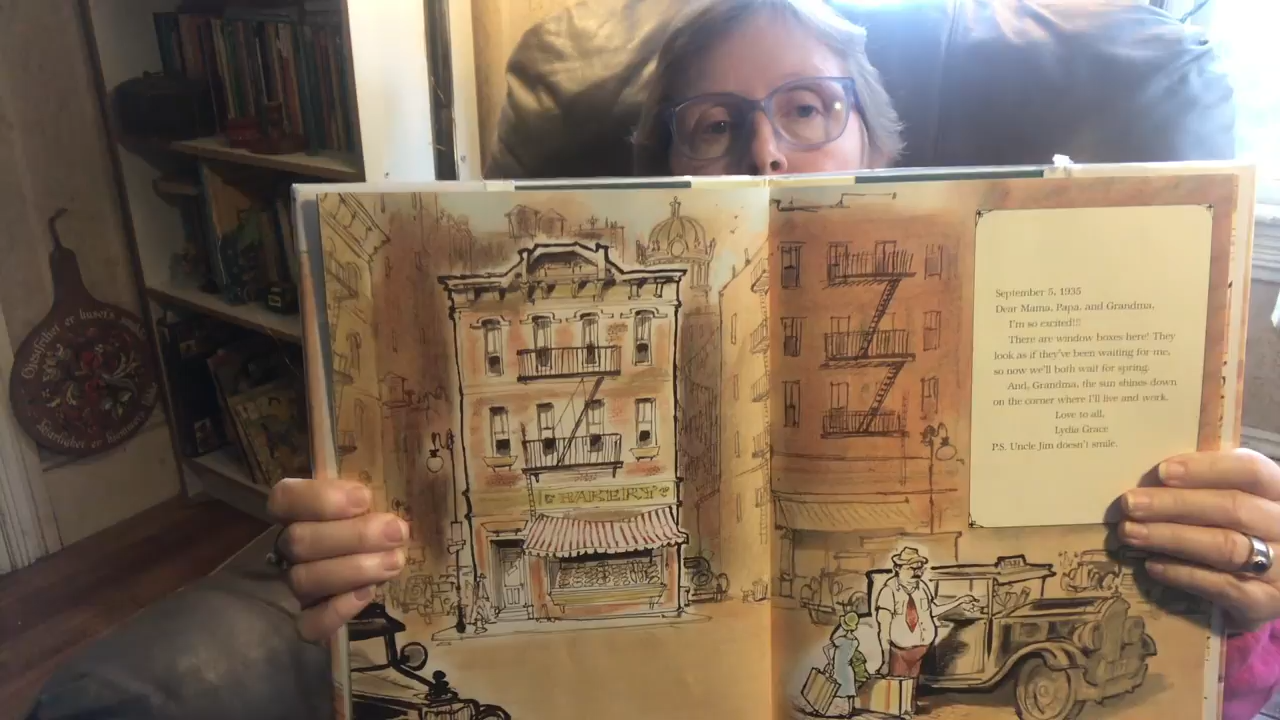 BAKERY
September 5, 1935
Dear Mama, Papa, and Grandma,
I'm so excited!!
There are window boxes here! They
look as if they've been waiting for me,
so now we'll both wait for spring.
And, Grandma, the sun shines down
on the corner where I'll live and work.
Love to all,
Lydia Grace
P.S. Uncle Jim doesn't smile.
TAXI